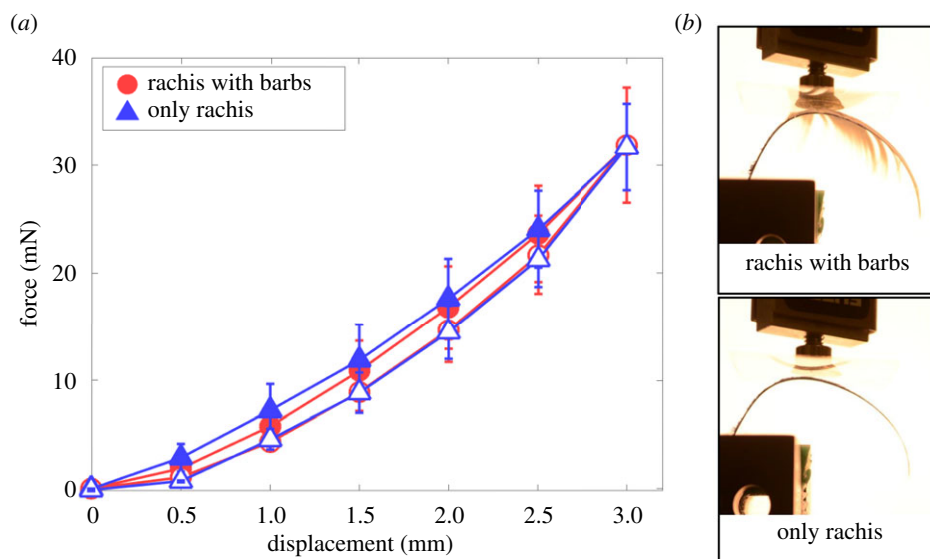 (a)
40
30
20
10
0
force (mN)
rachis with barbs
only rachis
0 0.5 1.0 1.5 2.0 2.5 3.0
displacement (mm)
(b)
rachis with barbs
only rachis